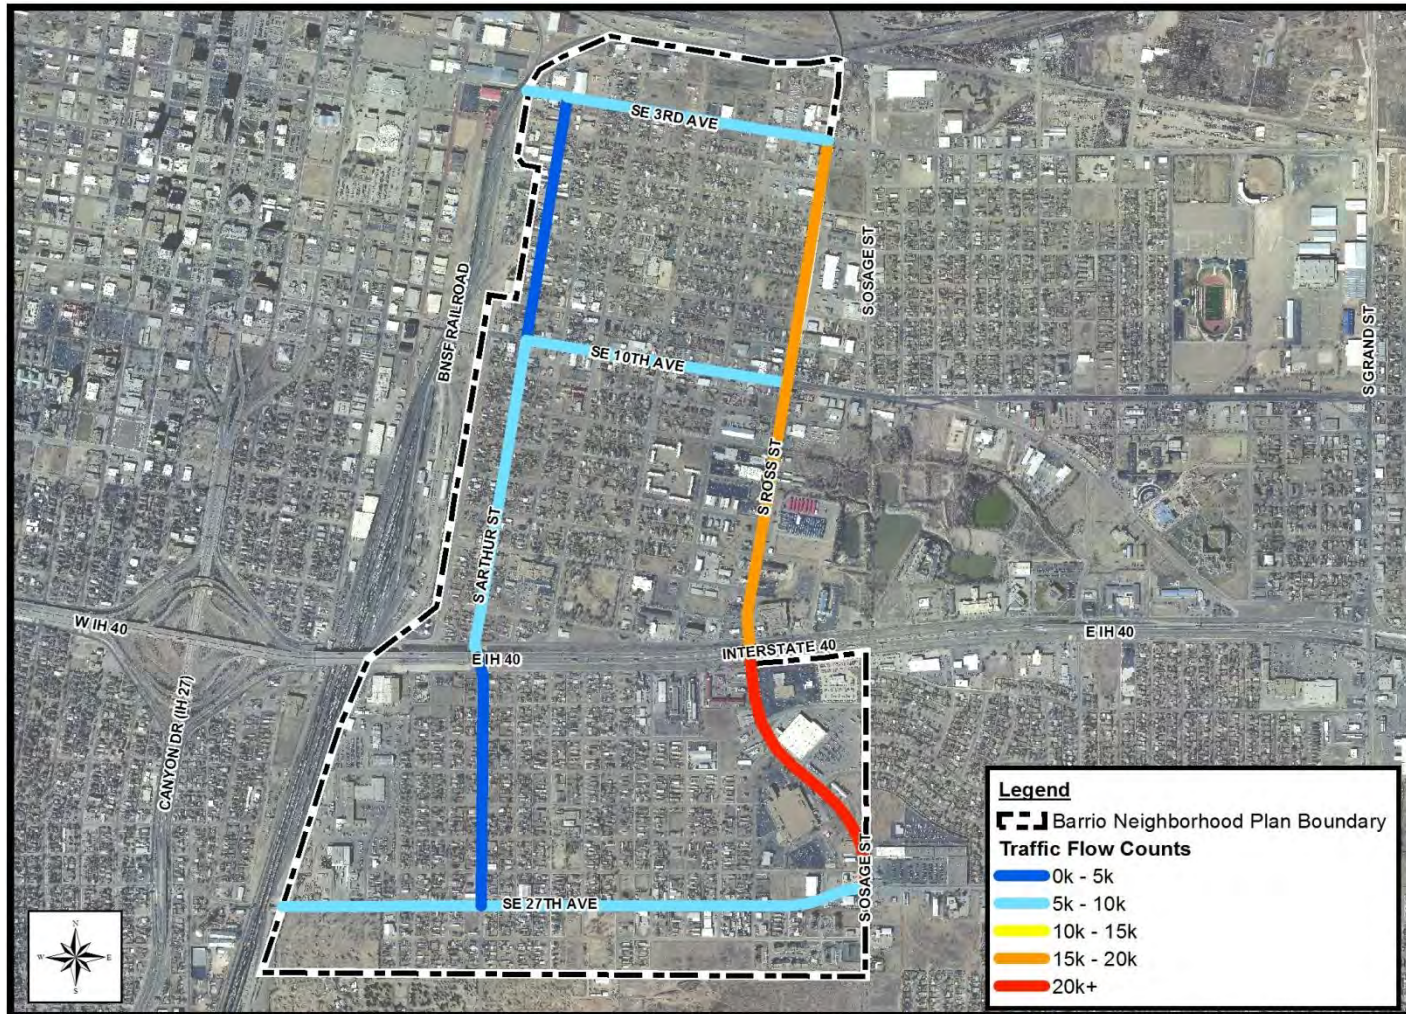 SE 3RD AVE
S OSAGE ST
BNSF RAILROAD
S GRAND ST
SE 10TH AVE
S ROSS ST
S ARTHUR ST
W IH 40
E IH 40
INTERSTATE 40
E IH 40
CANYON DR (IH 27)
S OSAGE ST
SE 27TH AVE
Legend
Barrio Neighborhood Plan Boundary
Traffic Flow Counts
0k - 5k
5k - 10k
10k - 15k
15k - 20k
20k+
N
W E
S